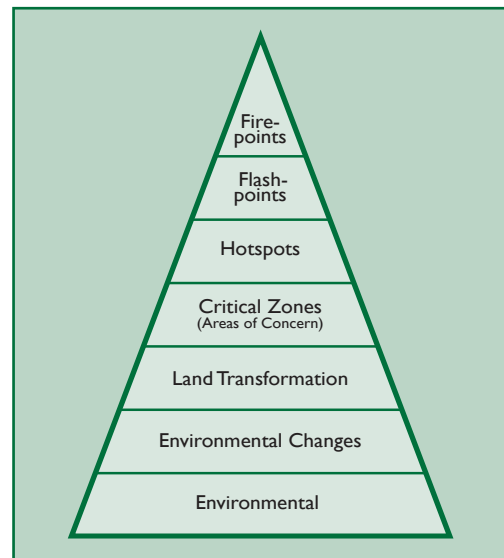 Fire-
points
Flash-
points
Hotspots
Critical Zones
(Areas of Concern)
Land Transformation
Environmental Changes
Environmental